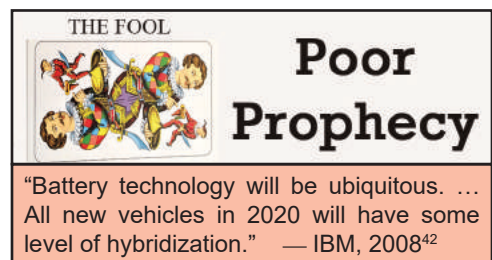 THE FOOL
Poor
Prophecy
“Battery technology will be ubiquitous. …
All new vehicles in 2020 will have some
level of hybridization.” — IBM, 2008⁴²